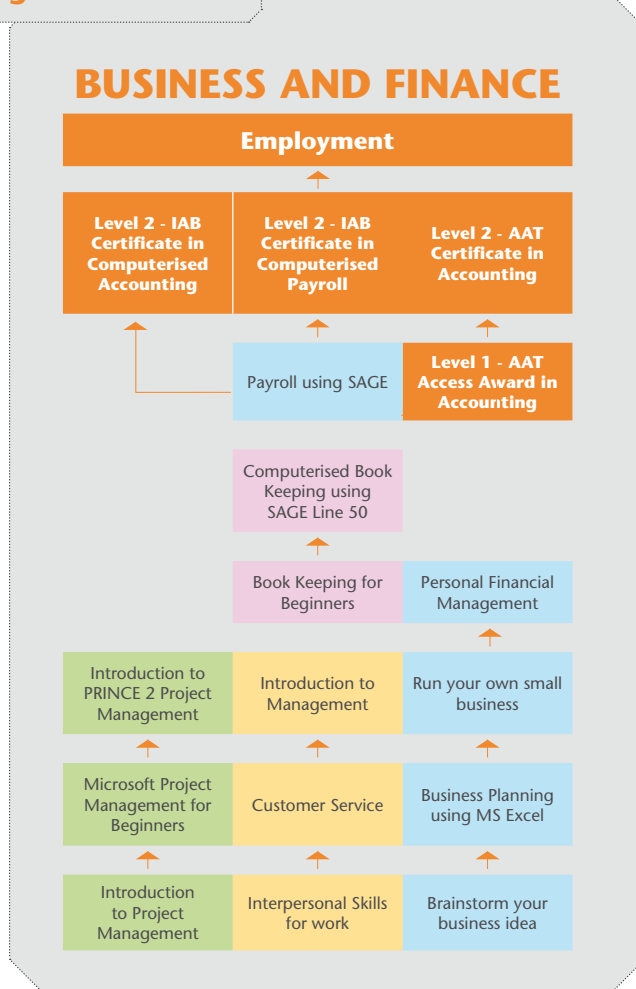 BUSINESS AND FINANCE
Employment
Level 2 - IAB
Certificate in
Computerised
Accounting
Level 2 - IAB
Certificate in
Computerised
Payroll
Level 2 - AAT
Certificate in
Accounting
Payroll using SAGE
Level 1 - AAT
Access Award in
Accounting
Computerised Book
Keeping using
SAGE Line 50
Book Keeping for
Beginners
Personal Financial
Management
Introduction to
PRINCE 2 Project
Management
Introduction to
Management
Run your own small
business
Microsoft Project
Management for
Beginners
Customer Service
Business Planning
using MS Excel
Introduction
to Project
Management
Interpersonal Skills
for work
Brainstorm your
business idea